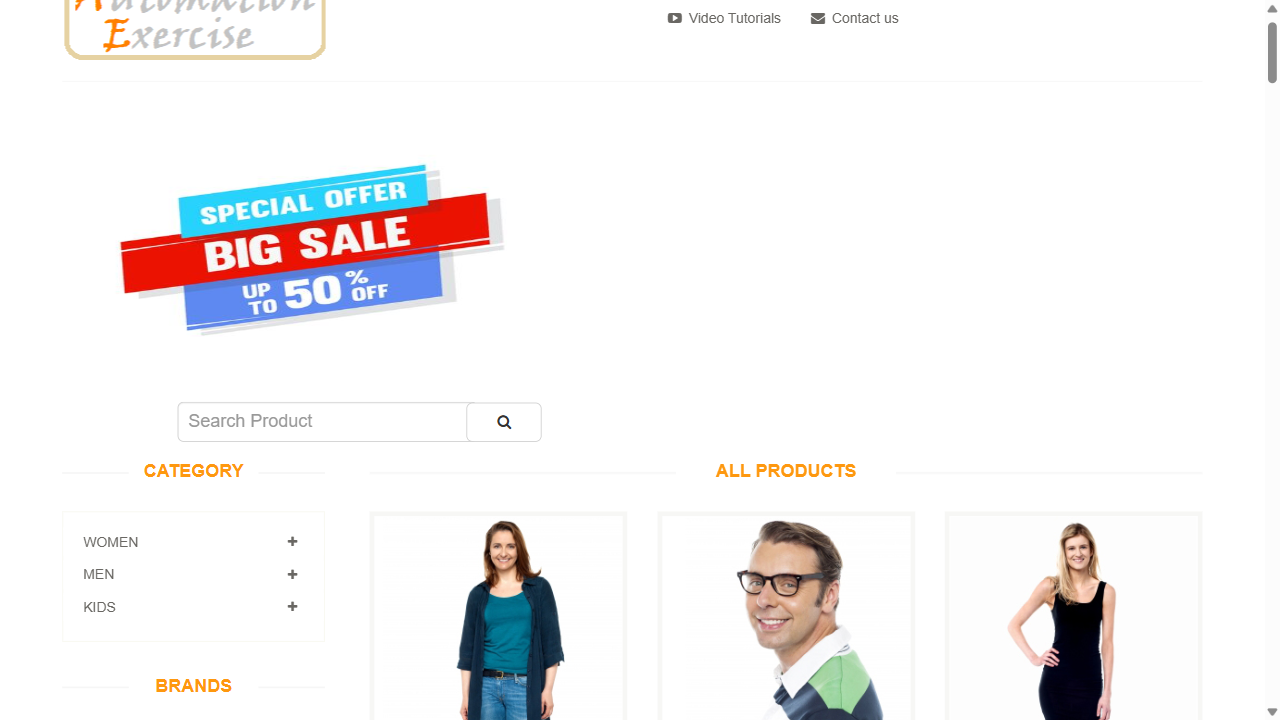 Automation
Exercise
Video Tutorials
Contact us
SPECIAL OFFER
BIG SALE
UP TO 50% OFF
Search Product
CATEGORY
ALL PRODUCTS
WOMEN
MEN
KIDS
BRANDS